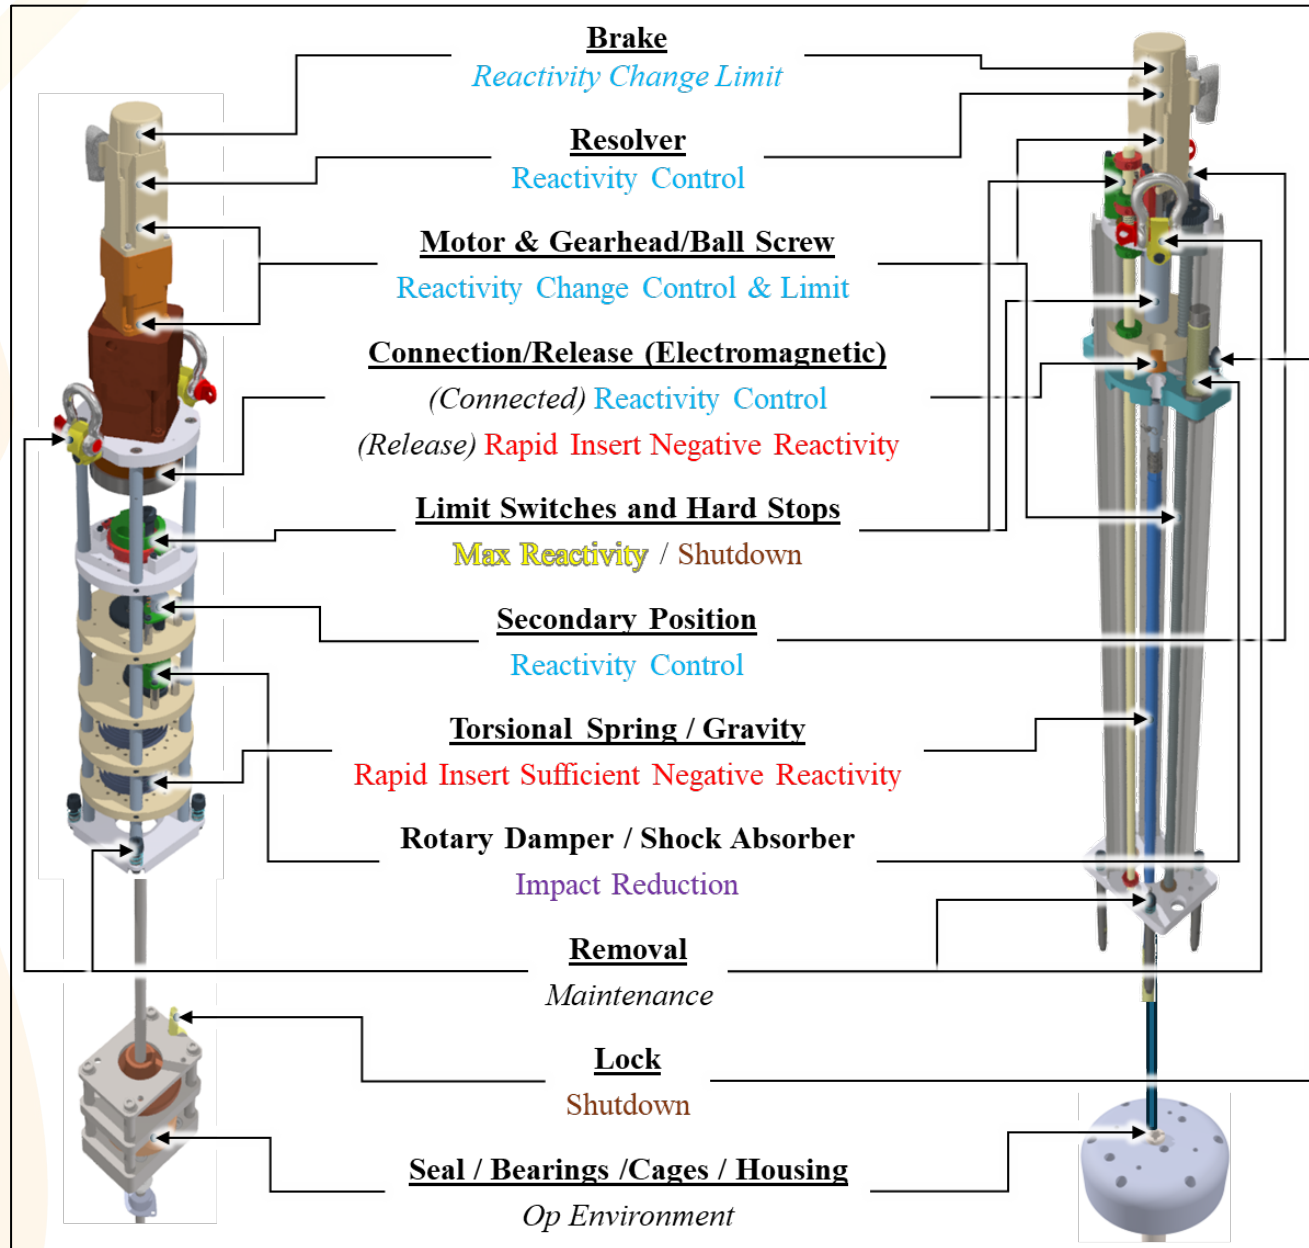 Brake
Reactivity Change Limit
Resolver
Reactivity Control
Motor & Gearhead/Ball Screw
Reactivity Change Control & Limit
Connection/Release (Electromagnetic)
(Connected) Reactivity Control
(Release) Rapid Insert Negative Reactivity
Limit Switches and Hard Stops
Max Reactivity / Shutdown
Secondary Position
Reactivity Control
Torsional Spring / Gravity
Rapid Insert Sufficient Negative Reactivity
Rotary Damper / Shock Absorber
Impact Reduction
Removal
Maintenance
Lock
Shutdown
Seal / Bearings /Cages / Housing
Op Environment